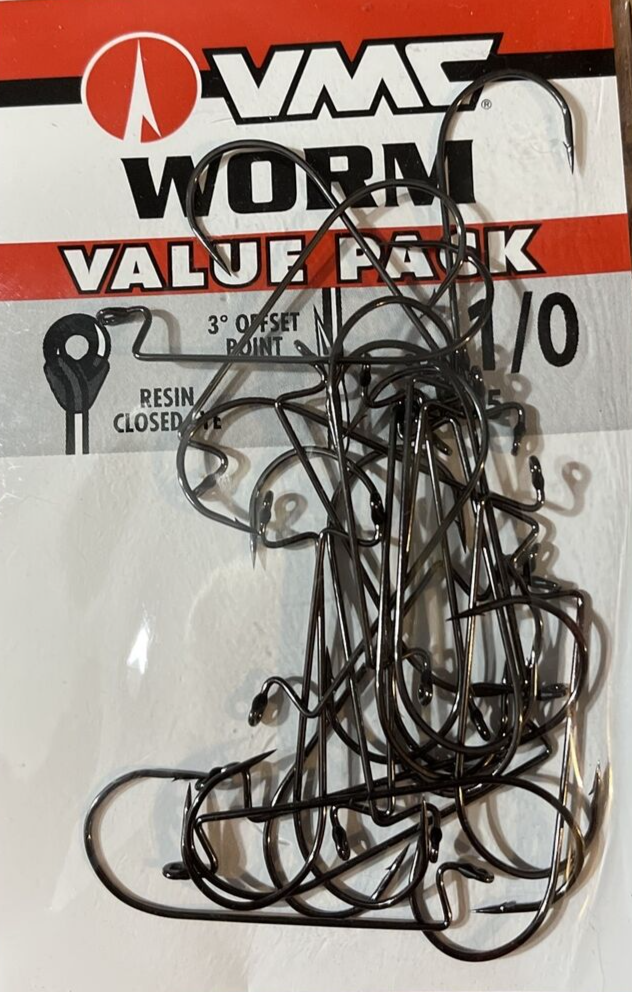 VMC®
WORM
VALUE PACK
3° OFFSET
POINT
1/0
RESIN
CLOSED EYE